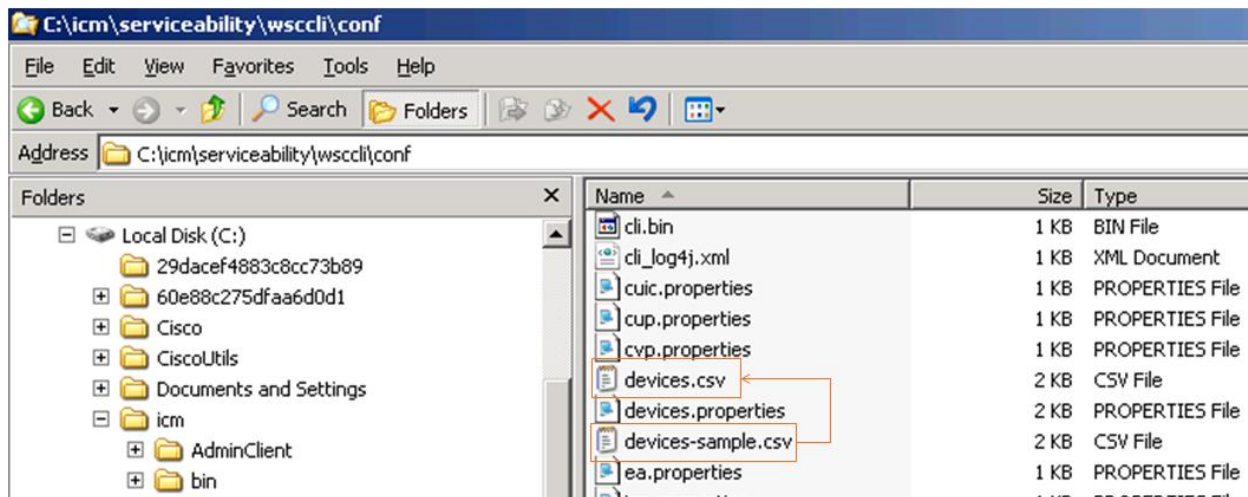 C:\icm\serviceability\wsccli\conf
File Edit View Favorites Tools Help
Back Search Folders
Address C:\icm\serviceability\wsccli\conf
Folders
Local Disk (C:)
29dacef4883c8cc73b89
60e88c275dfaa6d0d1
Cisco
CiscoUtils
Documents and Settings
icm
AdminClient
bin
Name Size Type
cli.bin 1 KB BIN File
cli_log4j.xml 1 KB XML Document
cuic.properties 1 KB PROPERTIES File
cup.properties 1 KB PROPERTIES File
cvp.properties 1 KB PROPERTIES File
devices.csv 2 KB CSV File
devices.properties 2 KB PROPERTIES File
devices-sample.csv 2 KB CSV File
ea.properties 1 KB PROPERTIES File